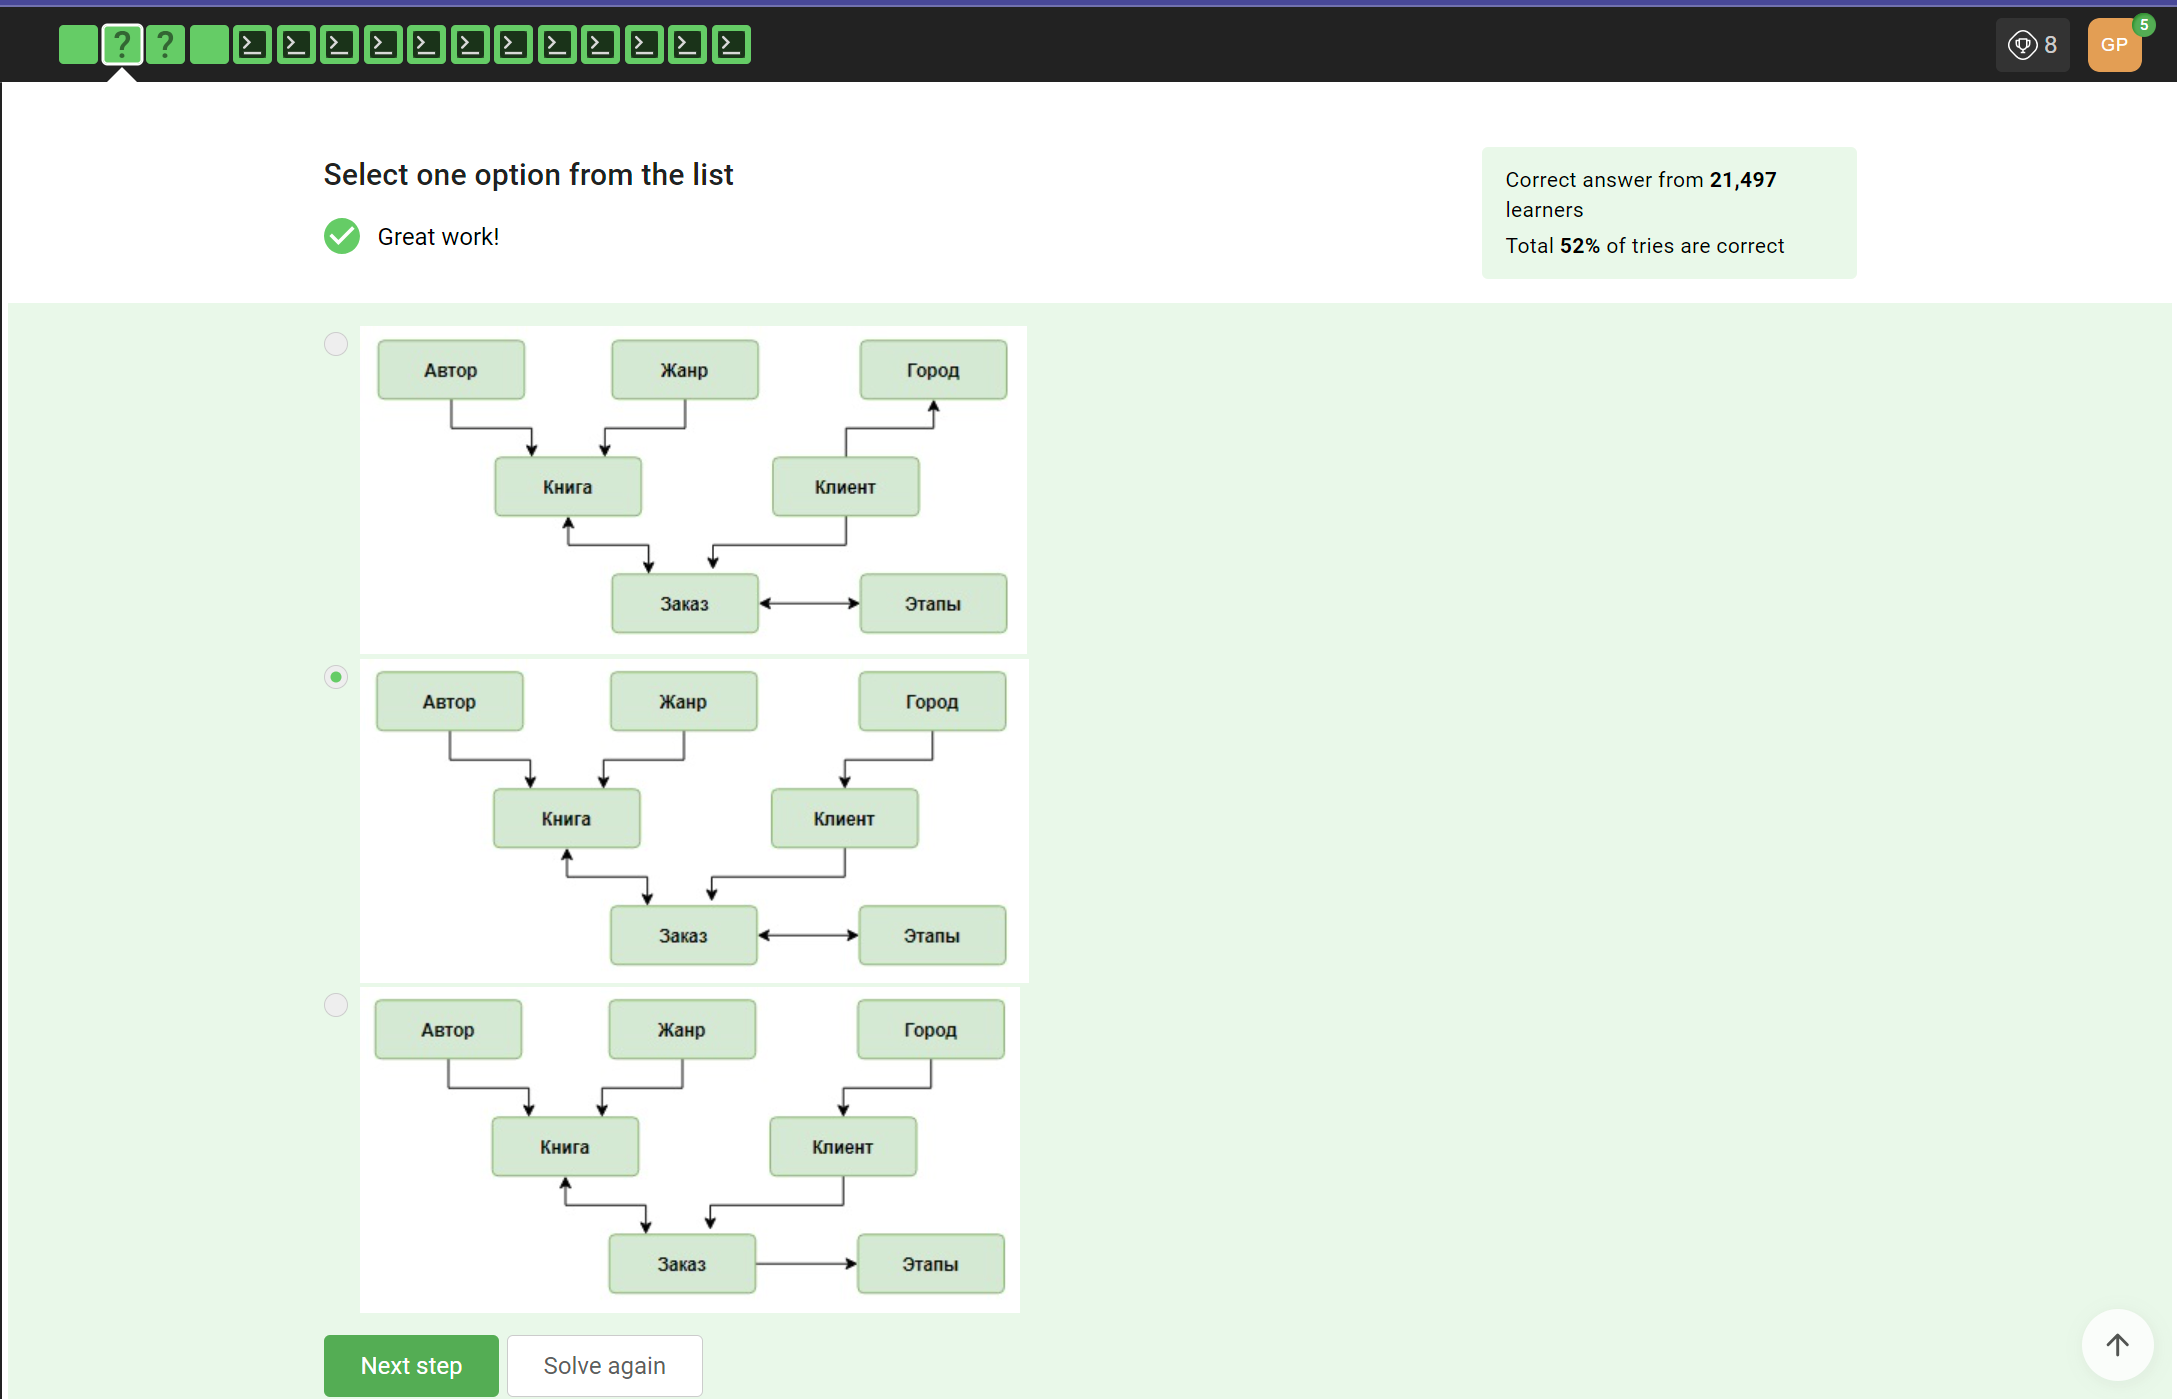 8
GP
5
Select one option from the list
Great work!
Correct answer from 21,497
learners
Total 52% of tries are correct
Автор
Жанр
Город
Книга
Клиент
Заказ
Этапы
Автор
Жанр
Город
Книга
Клиент
Заказ
Этапы
Автор
Жанр
Город
Книга
Клиент
Заказ
Этапы
Next step
Solve again